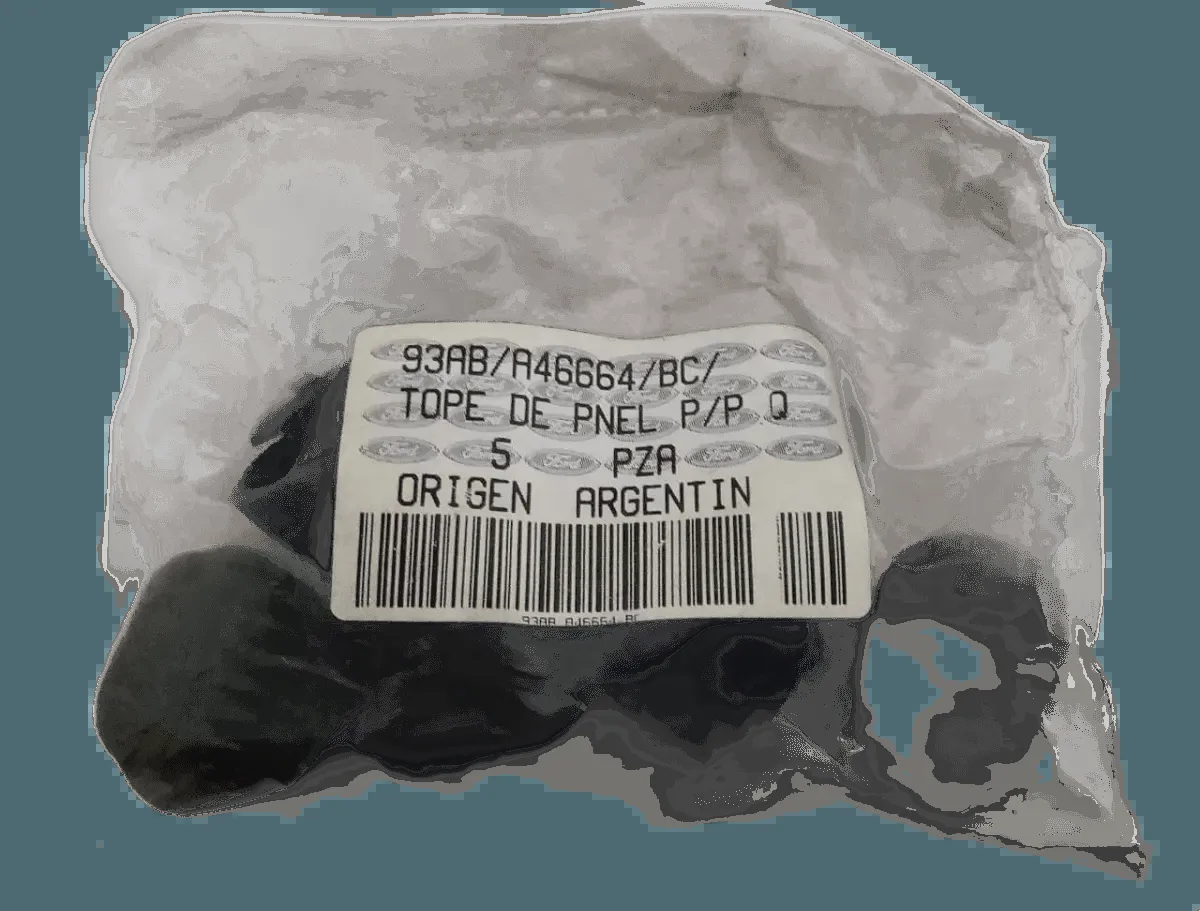 93AB/A46664/BC/
TOPE DE PNEL P/P Q
5 PZA
ORIGEN ARGENTIN
93AB A46664 BC